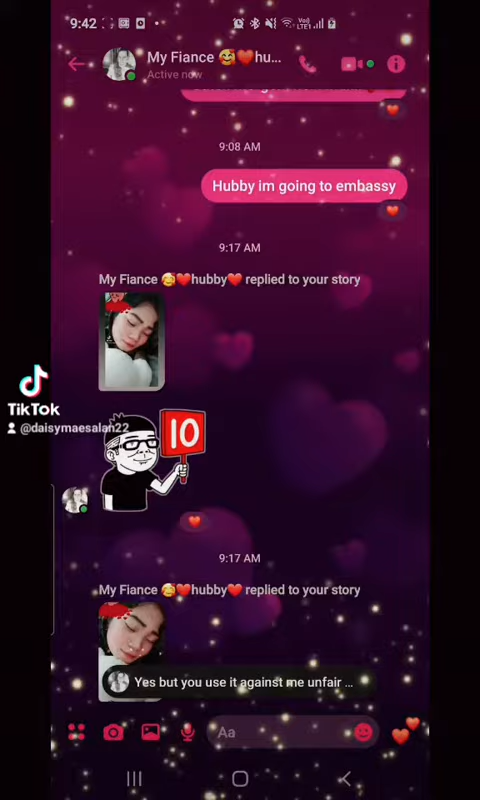 9:42
Vo)
LTE1
My Fiance 🥰❤️hu...
Active now
9:08 AM
Hubby im going to embassy
9:17 AM
My Fiance 🥰❤️hubby❤️ replied to your story
10
TikTok
@daisymaesalan22
9:17 AM
My Fiance 🥰❤️hubby❤️ replied to your story
Yes but you use it against me unfair ...
Aa